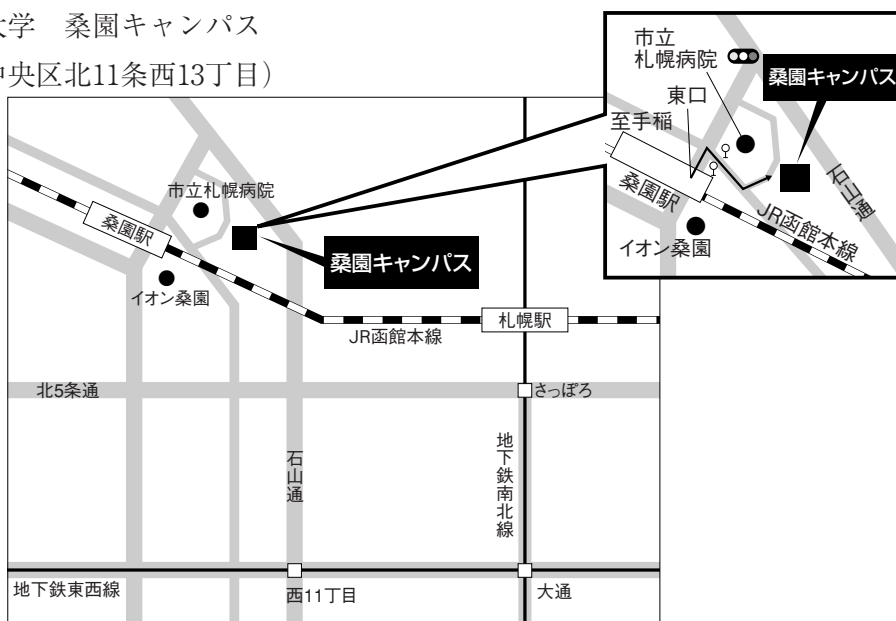 大学　桑園キャンパス
中央区北11条西13丁目）
市立
札幌病院
桑園キャンパス
東口
至手稲
桑園駅
石山通
JR函館本線
イオン桑園
市立札幌病院
桑園駅
桑園キャンパス
イオン桑園
札幌駅
JR函館本線
北5条通
さっぽろ
石山通
地下鉄南北線
地下鉄東西線
西11丁目
大通